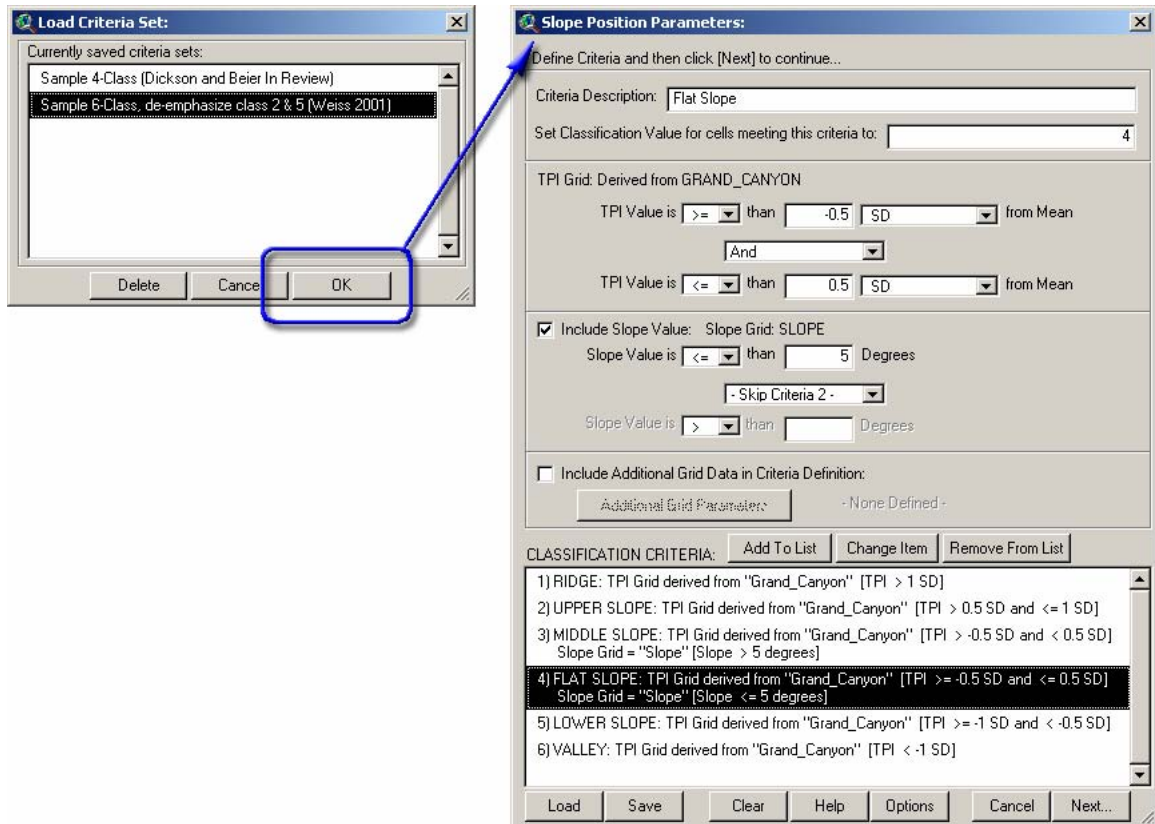 Load Criteria Set:
Currently saved criteria sets:
Sample 4-Class (Dickson and Beier In Review)
Sample 6-Class, de-emphasize class 2 & 5 (Weiss 2001)
Delete Cance OK
Slope Position Parameters:
Define Criteria and then click [Next] to continue...
Criteria Description: Flat Slope
Set Classification Value for cells meeting this criteria to: 4
TPI Grid: Derived from GRAND_CANYON
TPI Value is >= than -0.5 SD from Mean
And
TPI Value is <= than 0.5 SD from Mean
Include Slope Value: Slope Grid: SLOPE
Slope Value is <= than 5 Degrees
- Skip Criteria 2 -
Slope Value is > than Degrees
Include Additional Grid Data in Criteria Definition:
Additional Grid Parameters - None Defined -
CLASSIFICATION CRITERIA: Add To List Change Item Remove From List
1) RIDGE: TPI Grid derived from "Grand_Canyon" [TPI > 1 SD]
2) UPPER SLOPE: TPI Grid derived from "Grand_Canyon" [TPI > 0.5 SD and <= 1 SD]
3) MIDDLE SLOPE: TPI Grid derived from "Grand_Canyon" [TPI > -0.5 SD and < 0.5 SD]
Slope Grid = "Slope" [Slope > 5 degrees]
4) FLAT SLOPE: TPI Grid derived from "Grand_Canyon" [TPI >= -0.5 SD and <= 0.5 SD]
Slope Grid = "Slope" [Slope <= 5 degrees]
5) LOWER SLOPE: TPI Grid derived from "Grand_Canyon" [TPI >= -1 SD and < -0.5 SD]
6) VALLEY: TPI Grid derived from "Grand_Canyon" [TPI < -1 SD]
Load Save Clear Help Options Cancel Next...